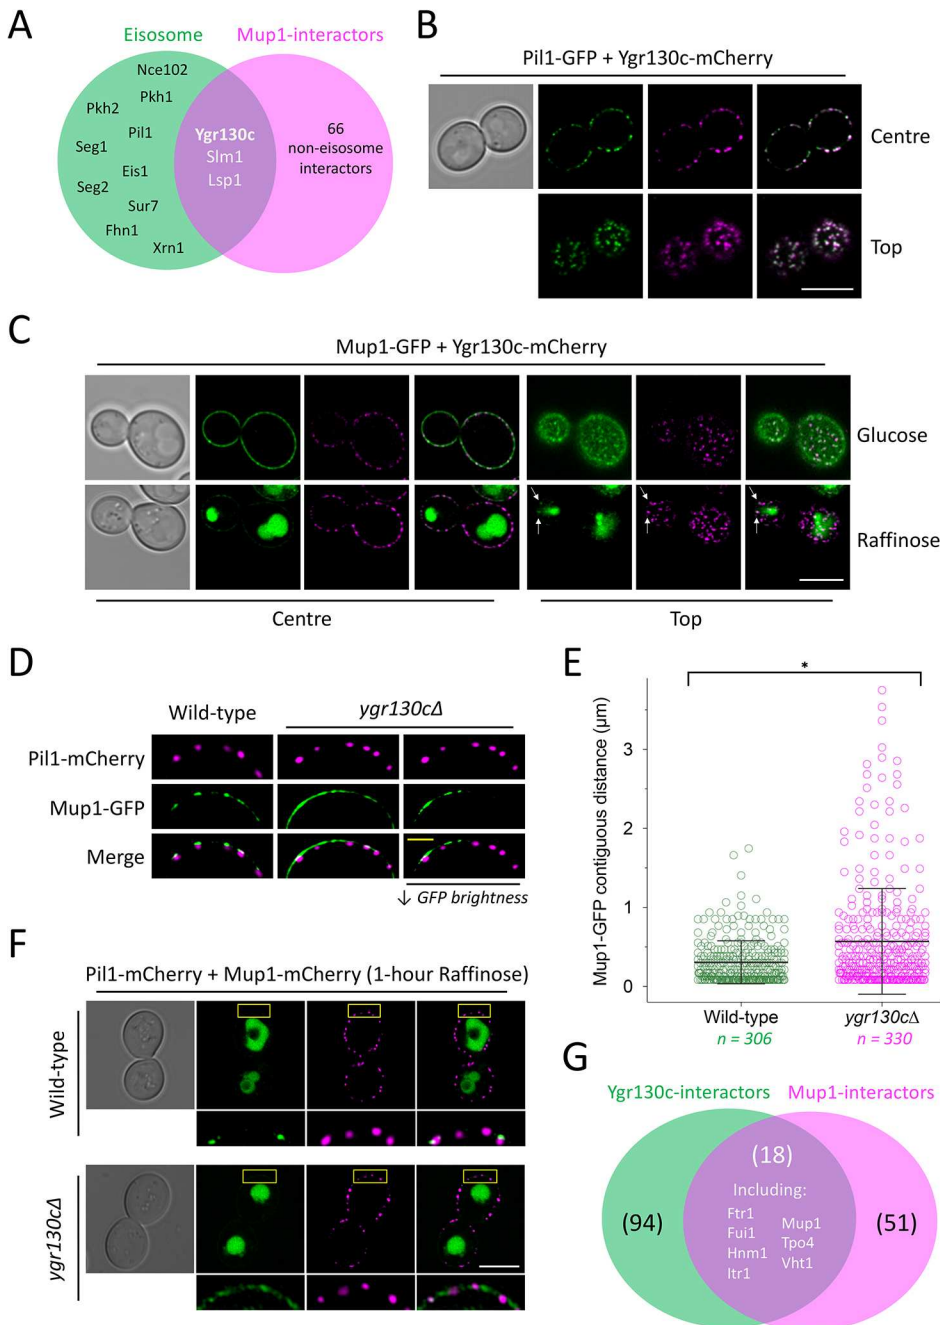 A
Eisosome
Mup1-interactors
Nce102
Pkh2
Pkh1
Pil1
Seg1
Eis1
Seg2
Sur7
Fhn1
Xrn1
Ygr130c
Slm1
Lsp1
66
non-eisosome
interactors
B
Pil1-GFP + Ygr130c-mCherry
Centre
Top
C
Mup1-GFP + Ygr130c-mCherry
Glucose
Raffinose
Centre
Top
D
Wild-type
ygr130cΔ
Pil1-mCherry
Mup1-GFP
Merge
↓ GFP brightness
E
*
Mup1-GFP contiguous distance (μm)
3
2
1
0
Wild-type
ygr130cΔ
n = 306
n = 330
F
Pil1-mCherry + Mup1-mCherry (1-hour Raffinose)
Wild-type
ygr130cΔ
G
Ygr130c-interactors
Mup1-interactors
(18)
Including:
Ftr1
Fui1
Hnm1
Itr1
Mup1
Tpo4
Vht1
(94)
(51)